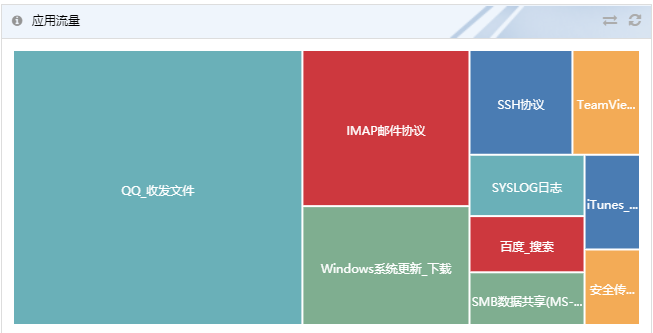 应用流量
QQ_收发文件
IMAP邮件协议
Windows系统更新_下载
SSH协议
TeamVie...
SYSLOG日志
iTunes_...
百度_搜索
SMB数据共享(MS-...
安全传...